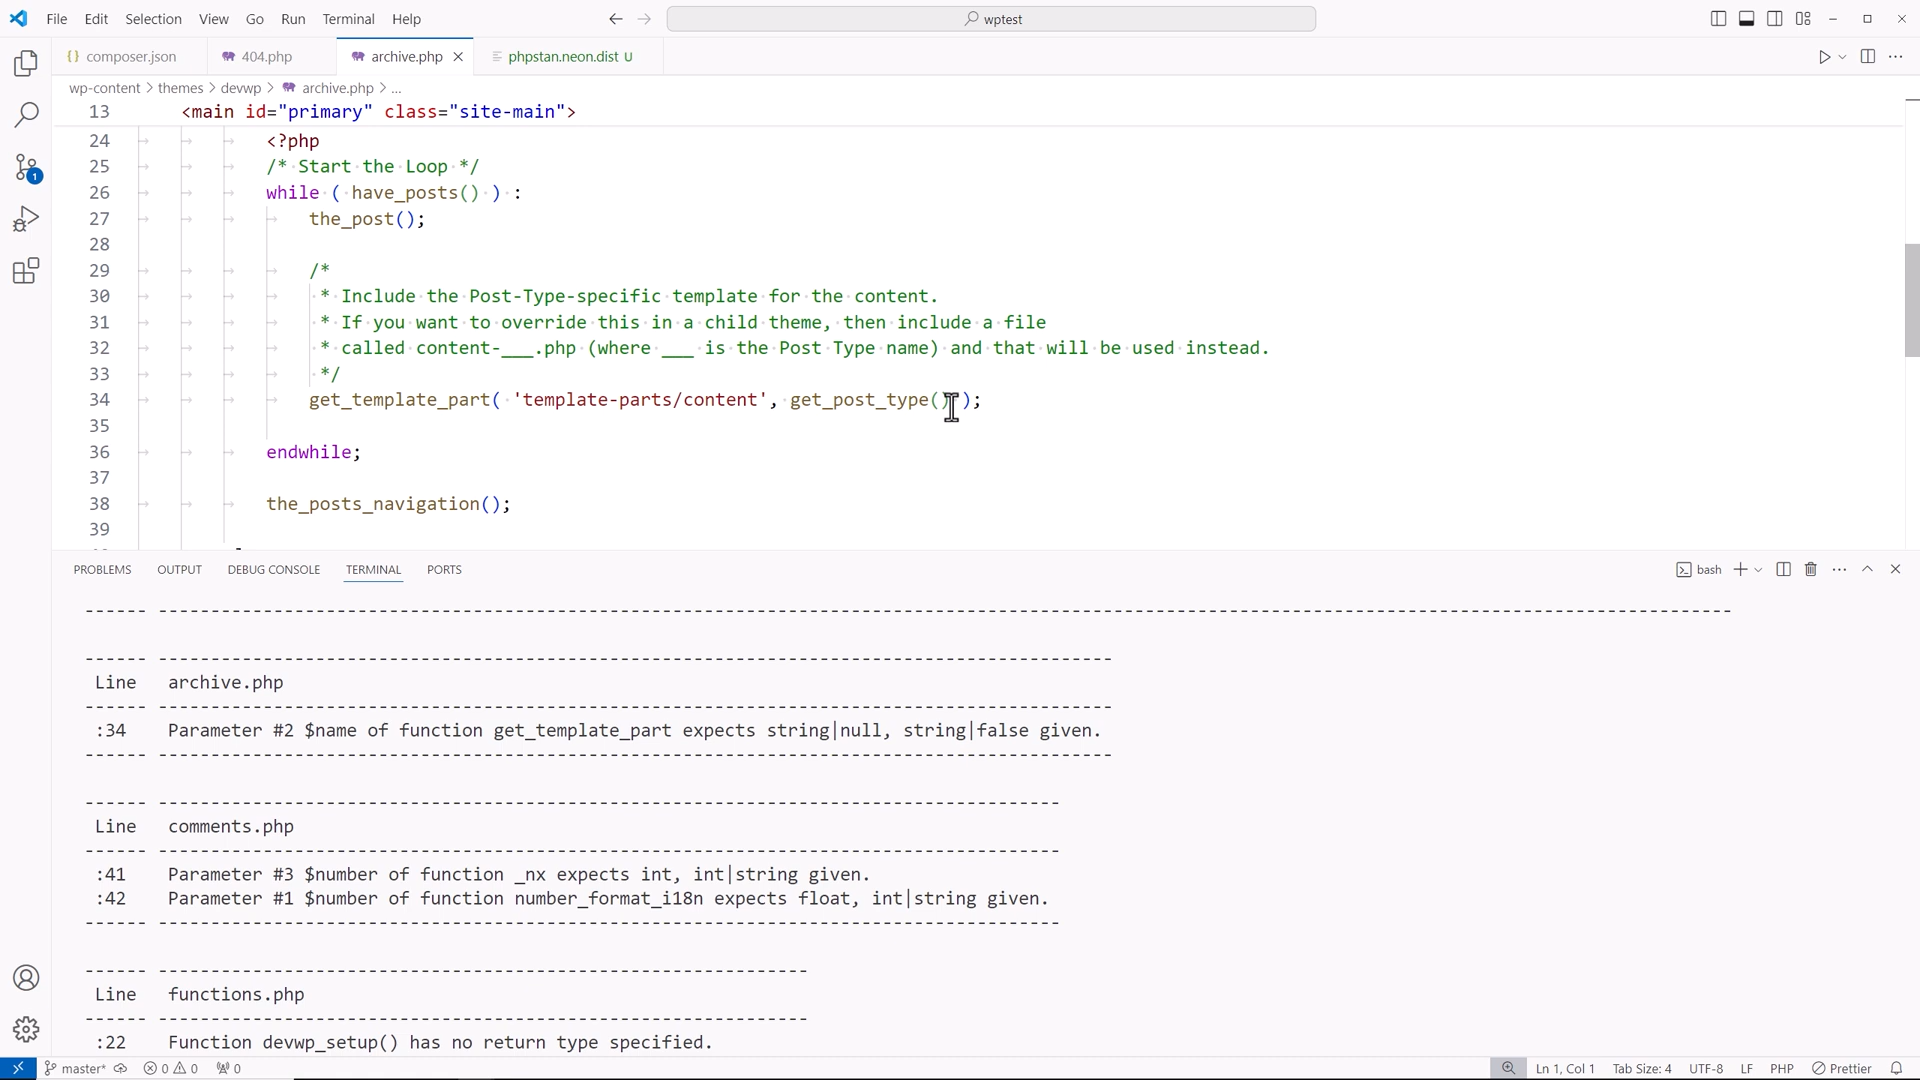 File Edit Selection View Go Run Terminal Help
wptest
composer.json 404.php archive.php phpstan.neon.dist U
wp-content > themes > devwp > archive.php > ...
13 <main id="primary" class="site-main">
24 <?php
25 /* Start the Loop */
26 while ( have_posts() ) :
27 the_post();
28
29 /*
30 * Include the Post-Type-specific template for the content.
31 * If you want to override this in a child theme, then include a file
32 * called content-___.php (where ___ is the Post Type name) and that will be used instead.
33 */
34 get_template_part( 'template-parts/content', get_post_type() );
35
36 endwhile;
37
38 the_posts_navigation();
39
PROBLEMS OUTPUT DEBUG CONSOLE TERMINAL PORTS
bash
Line archive.php
:34 Parameter #2 $name of function get_template_part expects string|null, string|false given.
Line comments.php
:41 Parameter #3 $number of function _nx expects int, int|string given.
:42 Parameter #1 $number of function number_format_i18n expects float, int|string given.
Line functions.php
:22 Function devwp_setup() has no return type specified.
1
master* 0 0 0
Ln 1, Col 1 Tab Size: 4 UTF-8 LF PHP Prettier